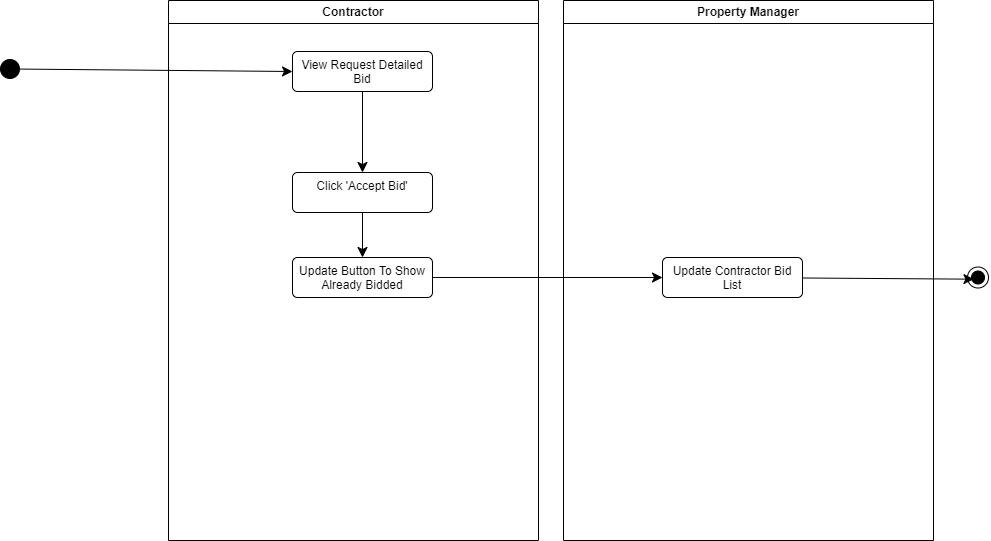 Contractor
Property Manager
View Request Detailed
Bid
Click 'Accept Bid'
Update Button To Show
Already Bidded
Update Contractor Bid
List